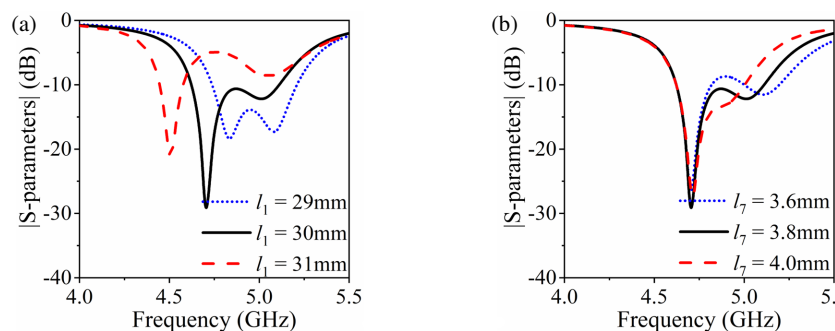 (a)
|S-parameters| (dB)
0
-10
-20
-30
-40
l₁ = 29mm
l₁ = 30mm
l₁ = 31mm
4.0 4.5 5.0 5.5
Frequency (GHz)
(b)
|S-parameters| (dB)
0
-10
-20
-30
-40
l₇ = 3.6mm
l₇ = 3.8mm
l₇ = 4.0mm
4.0 4.5 5.0 5.5
Frequency (GHz)